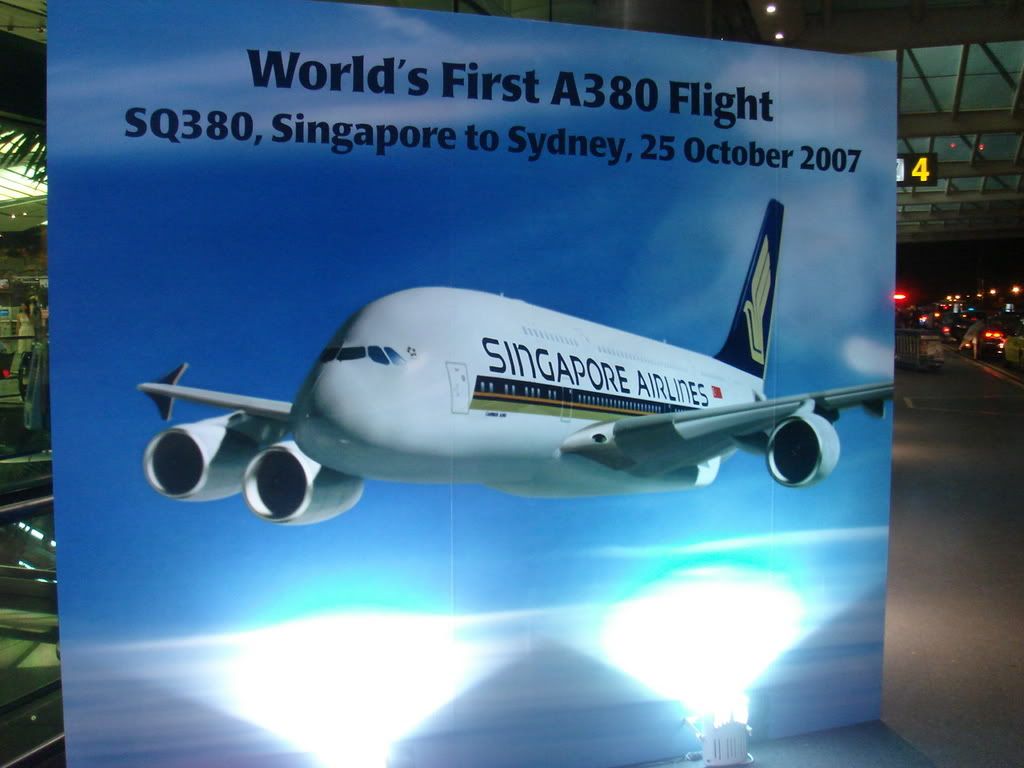 World's First A380 Flight
SQ380, Singapore to Sydney, 25 October 2007
4
SINGAPORE AIRLINES